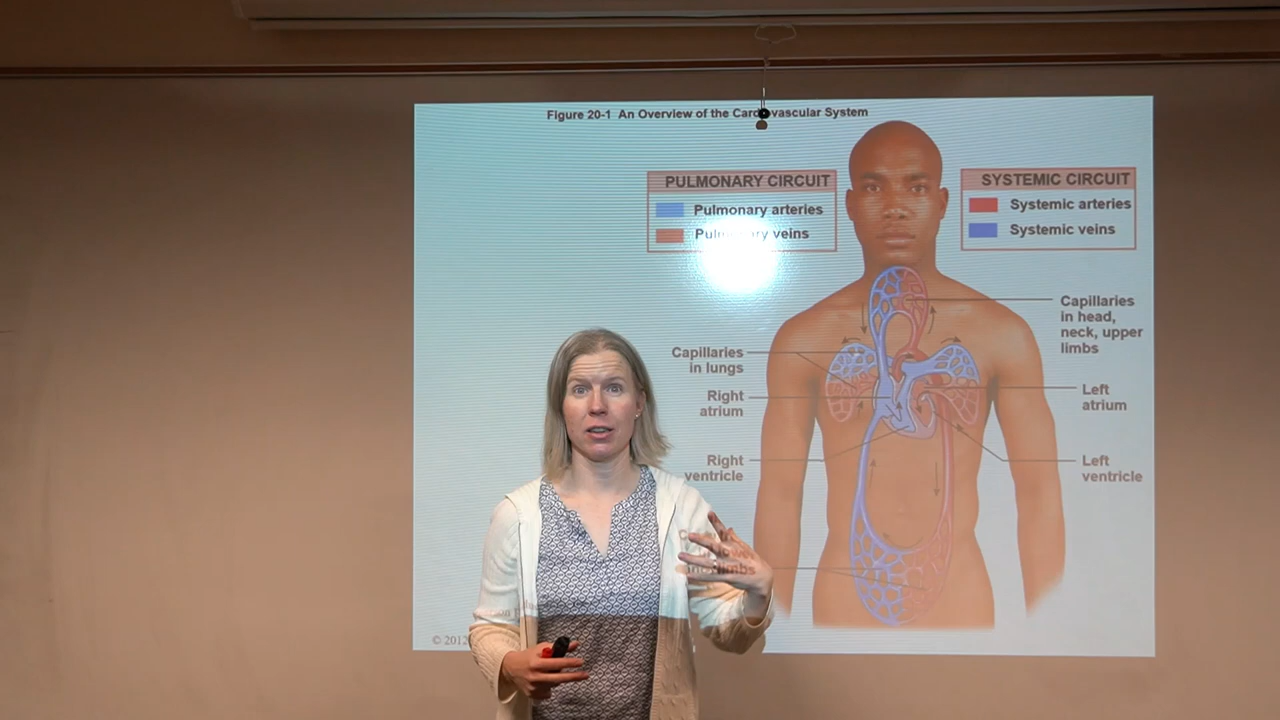 Figure 20-1 An Overview of the Cardiovascular System
PULMONARY CIRCUIT
Pulmonary arteries
Pulmonary veins
SYSTEMIC CIRCUIT
Systemic arteries
Systemic veins
Capillaries
in head,
neck, upper
limbs
Capillaries
in lungs
Right
atrium
Left
atrium
Right
ventricle
Left
ventricle
limbs
© 2012